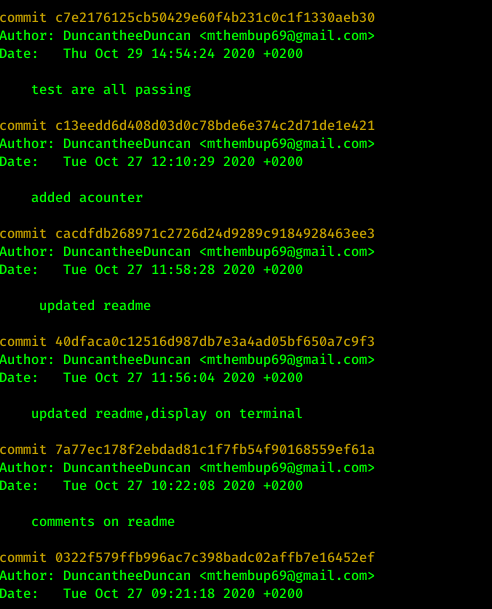 commit c7e2176125cb50429e60f4b231c0c1f1330aeb30
Author: DuncantheeDuncan <mthembup69@gmail.com>
Date:   Thu Oct 29 14:54:24 2020 +0200
test are all passing
commit c13eedd6d408d03d0c78bde6e374c2d71de1e421
Author: DuncantheeDuncan <mthembup69@gmail.com>
Date:   Tue Oct 27 12:10:29 2020 +0200
added acounter
commit cacdfdb268971c2726d24d9289c9184928463ee3
Author: DuncantheeDuncan <mthembup69@gmail.com>
Date:   Tue Oct 27 11:58:28 2020 +0200
updated readme
commit 40dfaca0c12516d987db7e3a4ad05bf650a7c9f3
Author: DuncantheeDuncan <mthembup69@gmail.com>
Date:   Tue Oct 27 11:56:04 2020 +0200
updated readme,display on terminal
commit 7a77ec178f2ebdad81c1f7fb54f90168559ef61a
Author: DuncantheeDuncan <mthembup69@gmail.com>
Date:   Tue Oct 27 10:22:08 2020 +0200
comments on readme
commit 0322f579ffb996ac7c398badc02affb7e16452ef
Author: DuncantheeDuncan <mthembup69@gmail.com>
Date:   Tue Oct 27 09:21:18 2020 +0200